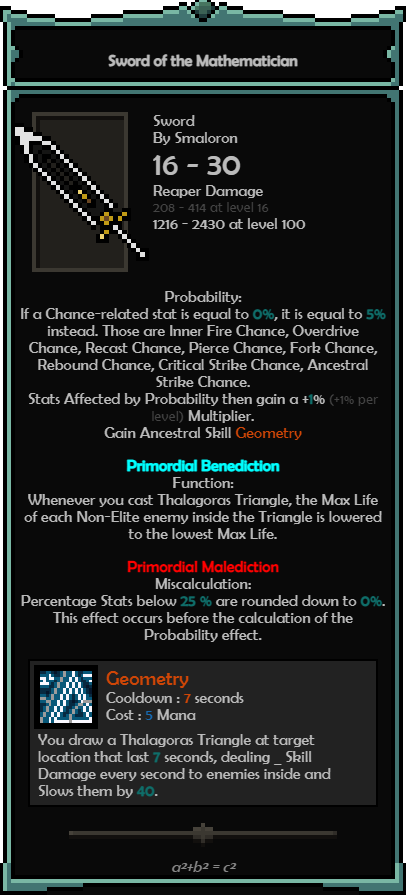 Sword of the Mathematician
Sword
By Smaloron
16 - 30
Reaper Damage
208 - 414 at level 16
1216 - 2430 at level 100
Probability:
If a Chance-related stat is equal to 0%, it is equal to 5%
instead. Those are Inner Fire Chance, Overdrive
Chance, Recast Chance, Pierce Chance, Fork Chance,
Rebound Chance, Critical Strike Chance, Ancestral
Strike Chance.
Stats Affected by Probability then gain a +1% (+1% per
level) Multiplier.
Gain Ancestral Skill Geometry
Primordial Benediction
Function:
Whenever you cast Thalagoras Triangle, the Max Life
of each Non-Elite enemy inside the Triangle is lowered
to the lowest Max Life.
Primordial Malediction
Miscalculation:
Percentage Stats below 25 % are rounded down to 0%.
This effect occurs before the calculation of the
Probability effect.
Geometry
Cooldown : 7 seconds
Cost : 5 Mana
You draw a Thalagoras Triangle at target
location that last 7 seconds, dealing _ Skill
Damage every second to enemies inside and
Slows them by 40.
a²+b² = c²